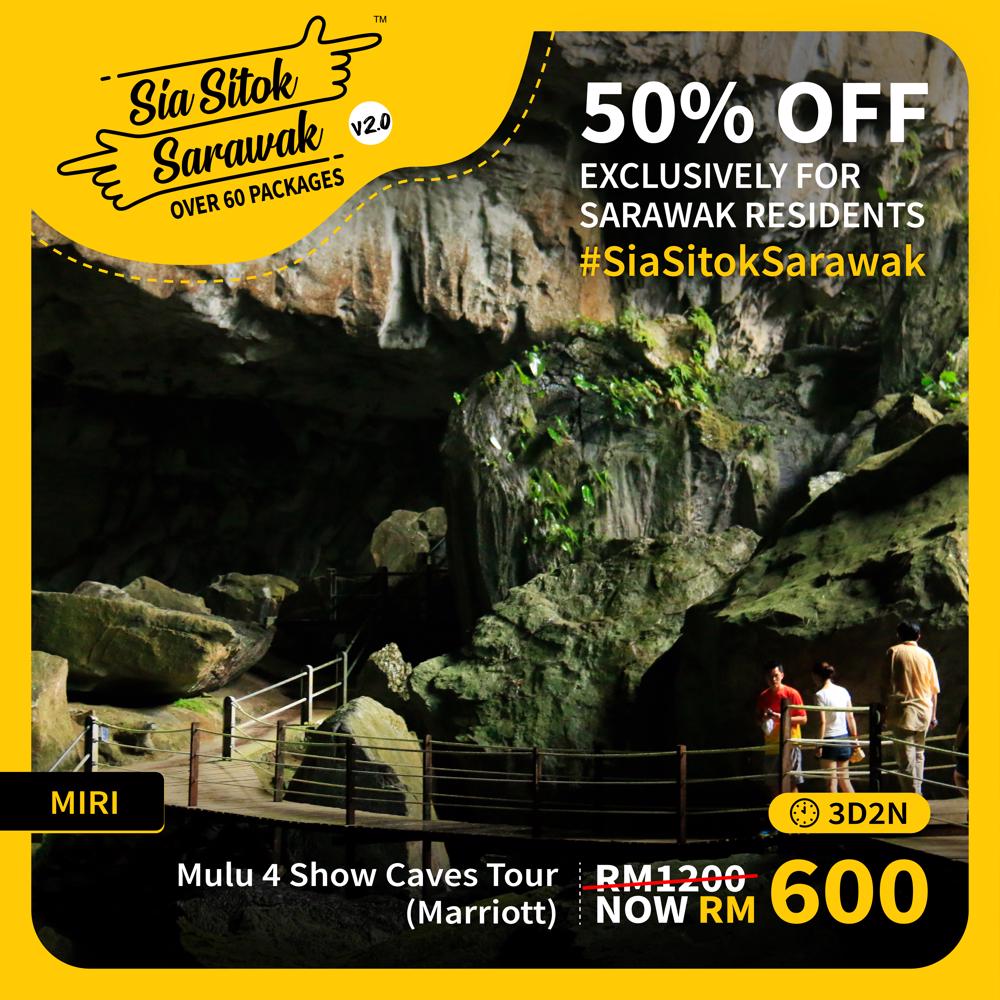 Sia Sitok
TM
Sarawak
v2.0
OVER 60 PACKAGES
50% OFF
EXCLUSIVELY FOR
SARAWAK RESIDENTS
#SiaSitokSarawak
MIRI
3D2N
Mulu 4 Show Caves Tour
(Marriott)
RM1200
NOW RM 600